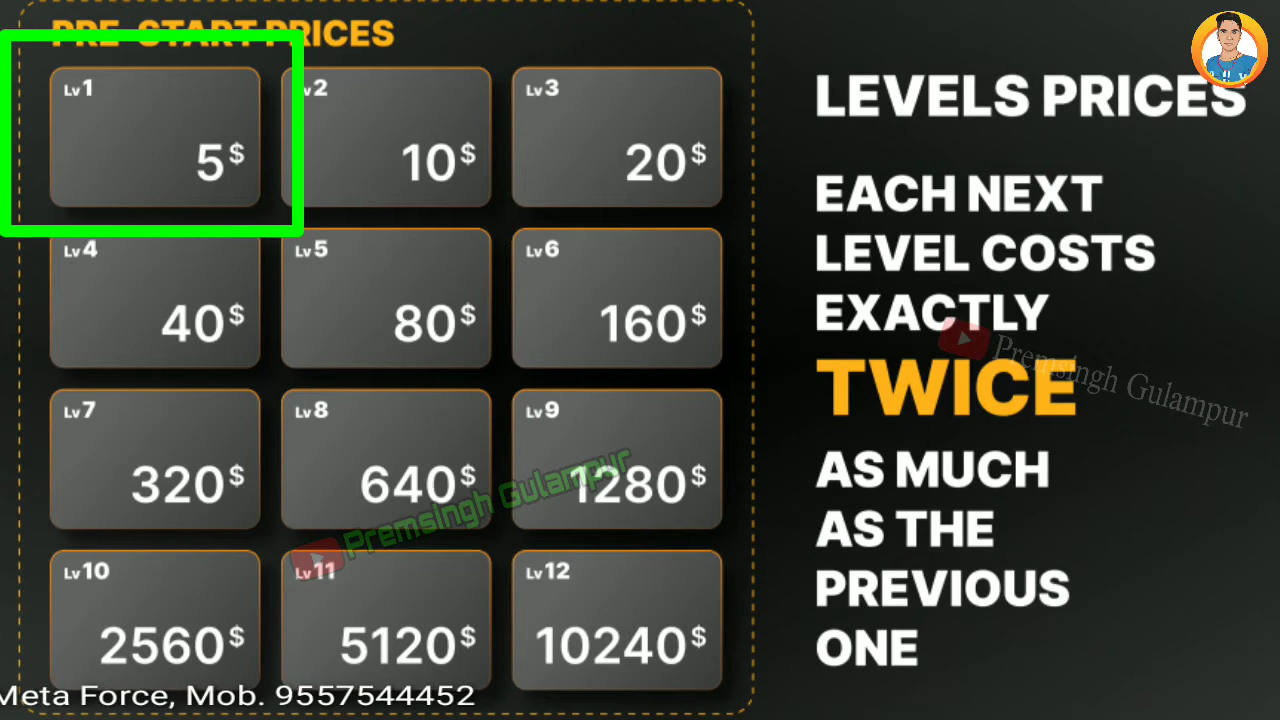 PRE-START PRICES
Lv1
5$
Lv2
10$
Lv3
20$
Lv4
40$
Lv5
80$
Lv6
160$
Lv7
320$
Lv8
640$
Lv9
1280$
Lv10
2560$
Lv11
5120$
Lv12
10240$
LEVELS PRICES
EACH NEXT
LEVEL COSTS
EXACTLY
TWICE
AS MUCH
AS THE
PREVIOUS
ONE
Premsingh Gulampur
Premsingh Gulampur
Meta Force, Mob. 9557544452